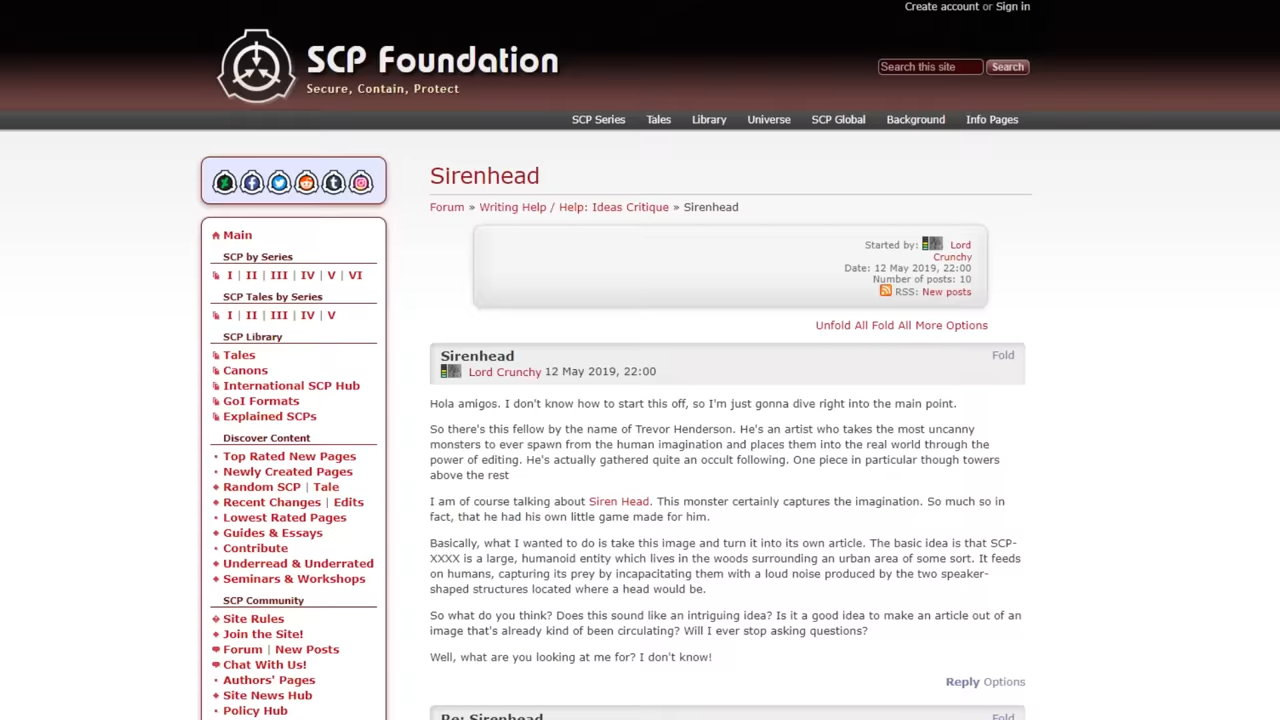 Create account or Sign in
SCP Foundation
Secure, Contain, Protect
Search this site Search
SCP Series Tales Library Universe SCP Global Background Info Pages
Main
SCP by Series
I | II | III | IV | V | VI
SCP Tales by Series
I | II | III | IV | V
SCP Library
Tales
Canons
International SCP Hub
GoI Formats
Explained SCPs
Discover Content
Top Rated New Pages
Newly Created Pages
Random SCP | Tale
Recent Changes | Edits
Lowest Rated Pages
Guides & Essays
Contribute
Underread & Underrated
Seminars & Workshops
SCP Community
Site Rules
Join the Site!
Forum | New Posts
Chat With Us!
Authors' Pages
Site News Hub
Policy Hub
Sirenhead
Forum » Writing Help / Help: Ideas Critique » Sirenhead
Started by: Lord
Crunchy
Date: 12 May 2019, 22:00
Number of posts: 10
RSS: New posts
Unfold All Fold All More Options
Sirenhead Fold
Lord Crunchy 12 May 2019, 22:00
Hola amigos. I don't know how to start this off, so I'm just gonna dive right into the main point.
So there's this fellow by the name of Trevor Henderson. He's an artist who takes the most uncanny
monsters to ever spawn from the human imagination and places them into the real world through the
power of editing. He's actually gathered quite an occult following. One piece in particular though towers
above the rest
I am of course talking about Siren Head. This monster certainly captures the imagination. So much so in
fact, that he had his own little game made for him.
Basically, what I wanted to do is take this image and turn it into its own article. The basic idea is that SCP-
XXXX is a large, humanoid entity which lives in the woods surrounding an urban area of some sort. It feeds
on humans, capturing its prey by incapacitating them with a loud noise produced by the two speaker-
shaped structures located where a head would be.
So what do you think? Does this sound like an intriguing idea? Is it a good idea to make an article out of an
image that's already kind of been circulating? Will I ever stop asking questions?
Well, what are you looking at me for? I don't know!
Reply Options
Re: Sirenhead Fold